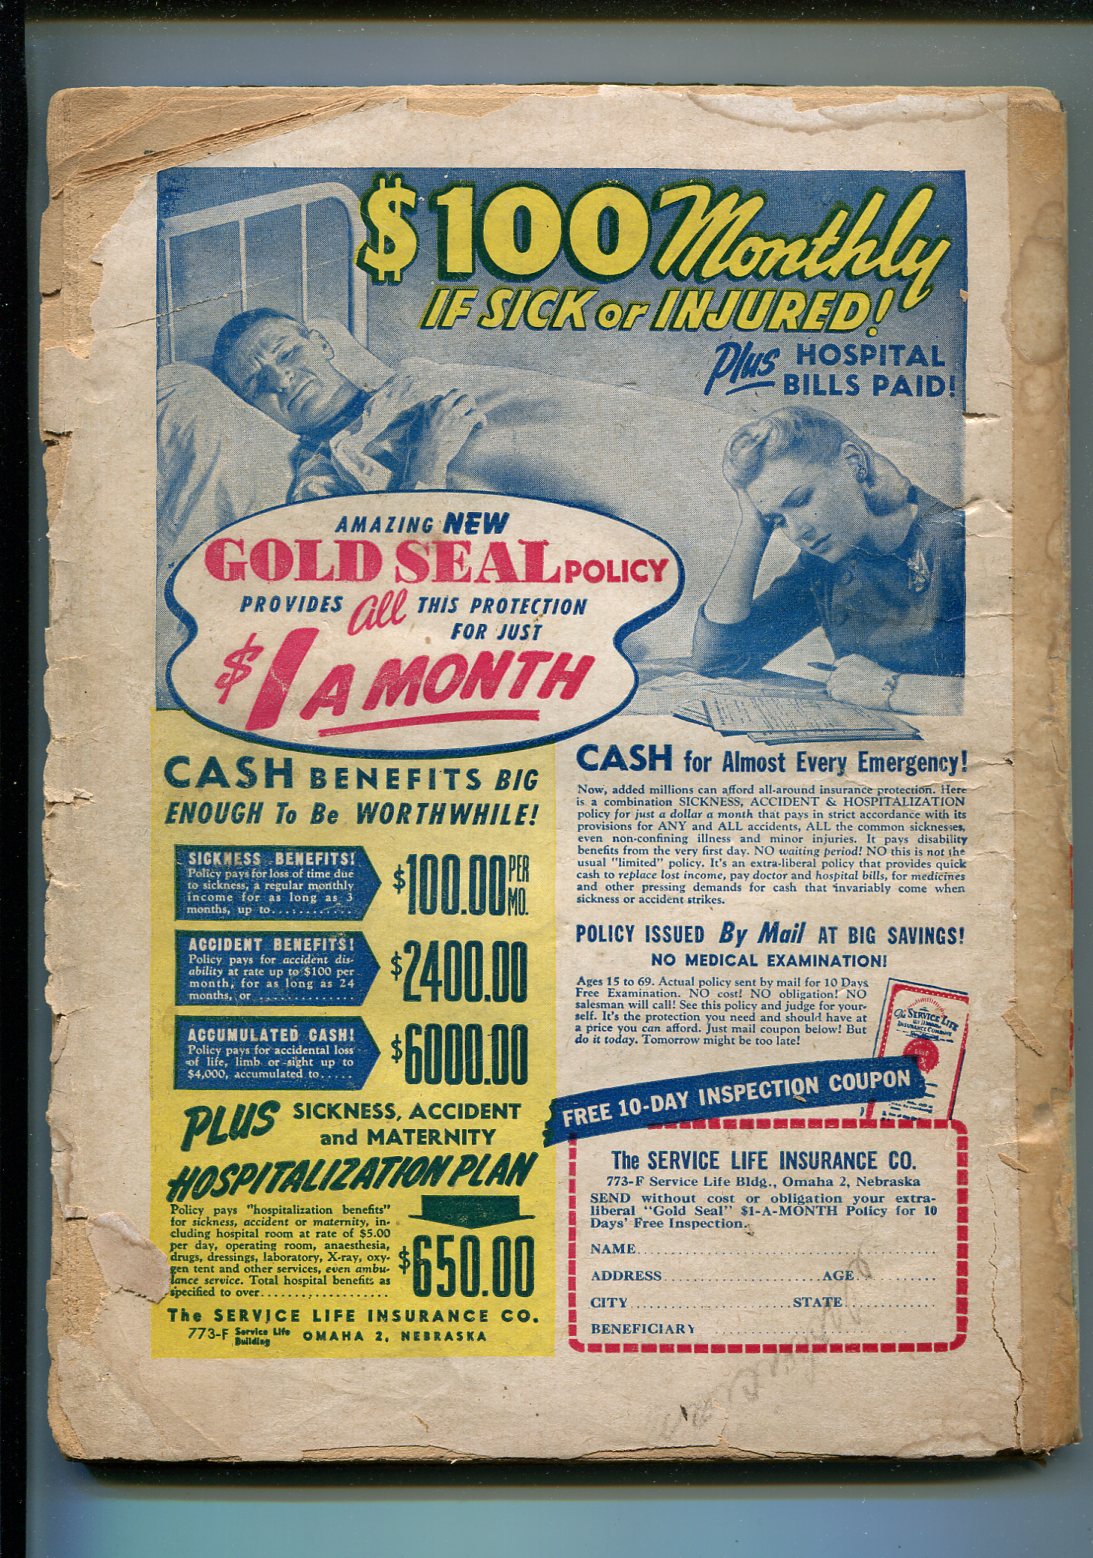 $100 Monthly
IF SICK or INJURED!
Plus HOSPITAL
BILLS PAID!
AMAZING NEW
GOLD SEAL POLICY
PROVIDES all THIS PROTECTION
FOR JUST
$1 A MONTH
CASH BENEFITS BIG
ENOUGH To Be WORTHWHILE!
SICKNESS BENEFITS!
Policy pays for loss of time due
to sickness, a regular monthly
income for as long as 3
months, up to............
$100.00 PER MO.
ACCIDENT BENEFITS!
Policy pays for accident dis-
ability at rate up to $100 per
month, for as long as 24
months, or ..............
$2400.00
ACCUMULATED CASH!
Policy pays for accidental loss
of life, limb or sight up to
$4,000, accumulated to.....
$6000.00
PLUS SICKNESS, ACCIDENT
and MATERNITY
HOSPITALIZATION PLAN
Policy pays "hospitalization benefits"
for sickness, accident or maternity, in-
cluding hospital room at rate of $5.00
per day, operating room, anaesthesia,
drugs, dressings, laboratory, X-ray, oxy-
gen tent and other services, even ambu-
lance service. Total hospital benefits as
specified to over...................
$650.00
The SERVICE LIFE INSURANCE CO.
773-F Service Life Building OMAHA 2, NEBRASKA
CASH for Almost Every Emergency!
Now, added millions can afford all-around insurance protection. Here
is a combination SICKNESS, ACCIDENT & HOSPITALIZATION
policy for just a dollar a month that pays in strict accordance with its
provisions for ANY and ALL accidents, ALL the common sicknesses,
even non-confining illness and minor injuries. It pays disability
benefits from the very first day. NO waiting period! NO this is not the
usual "limited" policy. It's an extra-liberal policy that provides quick
cash to replace lost income, pay doctor and hospital bills, for medicines
and other pressing demands for cash that invariably come when
sickness or accident strikes.
POLICY ISSUED By Mail AT BIG SAVINGS!
NO MEDICAL EXAMINATION!
Ages 15 to 69. Actual policy sent by mail for 10 Days
Free Examination. NO cost! NO obligation! NO
salesman will call! See this policy and judge for your-
self. It's the protection you need and should have at
a price you can afford. Just mail coupon below! But
do it today. Tomorrow might be too late!
The SERVICE LIFE
INSURANCE COMPANY
FREE 10-DAY INSPECTION COUPON
The SERVICE LIFE INSURANCE CO.
773-F Service Life Bldg., Omaha 2, Nebraska
SEND without cost or obligation your extra-
liberal "Gold Seal" $1-A-MONTH Policy for 10
Days' Free Inspection.
NAME
ADDRESS AGE
CITY STATE
BENEFICIARY